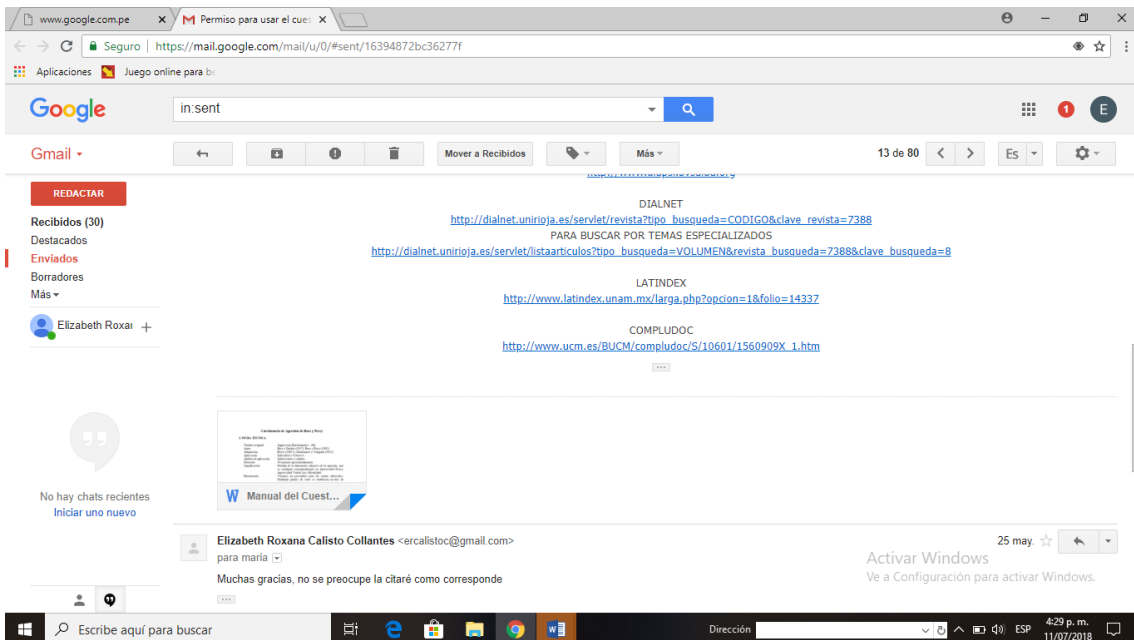 www.google.com.pe
Permiso para usar el cues
Seguro | https://mail.google.com/mail/u/0/#sent/16394872bc36277f
Aplicaciones Juego online para be
Google in:sent 1 E
Gmail Mover a Recibidos Más 13 de 80 Es
REDACTAR
Recibidos (30)
Destacados
Enviados
Borradores
Más
Elizabeth Roxar
No hay chats recientes
Iniciar uno nuevo
DIALNET
http://dialnet.unirioja.es/servlet/revista?tipo_busqueda=CODIGO&clave_revista=7388
PARA BUSCAR POR TEMAS ESPECIALIZADOS
http://dialnet.unirioja.es/servlet/listaarticulos?tipo_busqueda=VOLUMEN&revista_busqueda=7388&clave_busqueda=8
LATINDEX
http://www.latindex.unam.mx/larga.php?opcion=1&folio=14337
COMPLUDOC
http://www.ucm.es/BUCM/compludoc/S/10601/1560909X_1.htm
W Manual del Cuest...
Elizabeth Roxana Calisto Collantes <ercalistoc@gmail.com> 25 may.
para maria
Muchas gracias, no se preocupe la citaré como corresponde
Activar Windows
Ve a Configuración para activar Windows.
Escribe aquí para buscar
Dirección
ESP
4:29 p. m.
11/07/2018